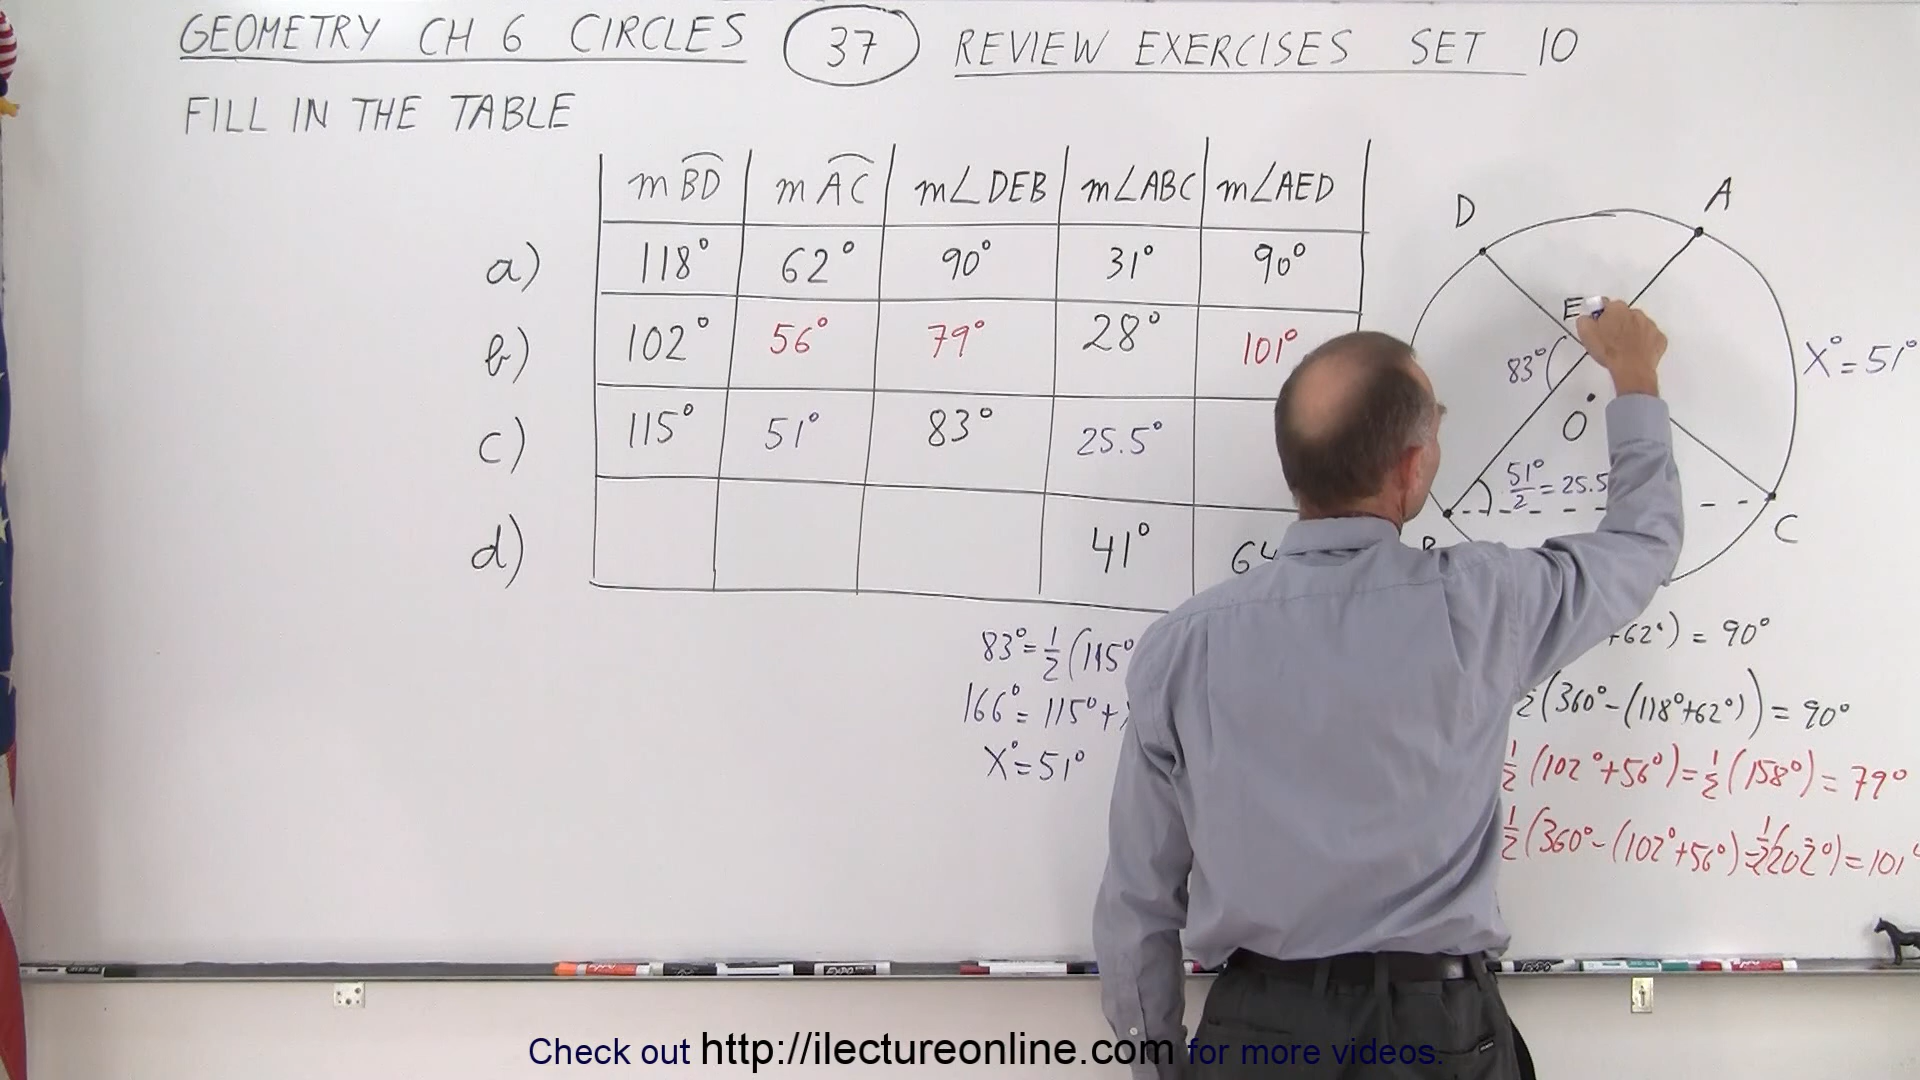 GEOMETRY CH 6 CIRCLES 37 REVIEW EXERCISES SET 10
FILL IN THE TABLE
mBD mAC m∠DEB m∠ABC m∠AED
a) 118° 62° 90° 31° 90°
b) 102° 56° 79° 28° 101°
c) 115° 51° 83° 25.5°
d) 41° 64
D
A
E
83°
X° = 51°
O
51°/2 = 25.5
C
83° = 1/2 (115°
166° = 115° +
X° = 51°
+62°) = 90°
(360° - (118° + 62°)) = 90°
1/2 (102° + 56°) = 1/2 (158°) = 79°
1/2 (360° - (102° + 56°) = 1/2 (202°) = 101°
Check out http://ilectureonline.com for more videos.